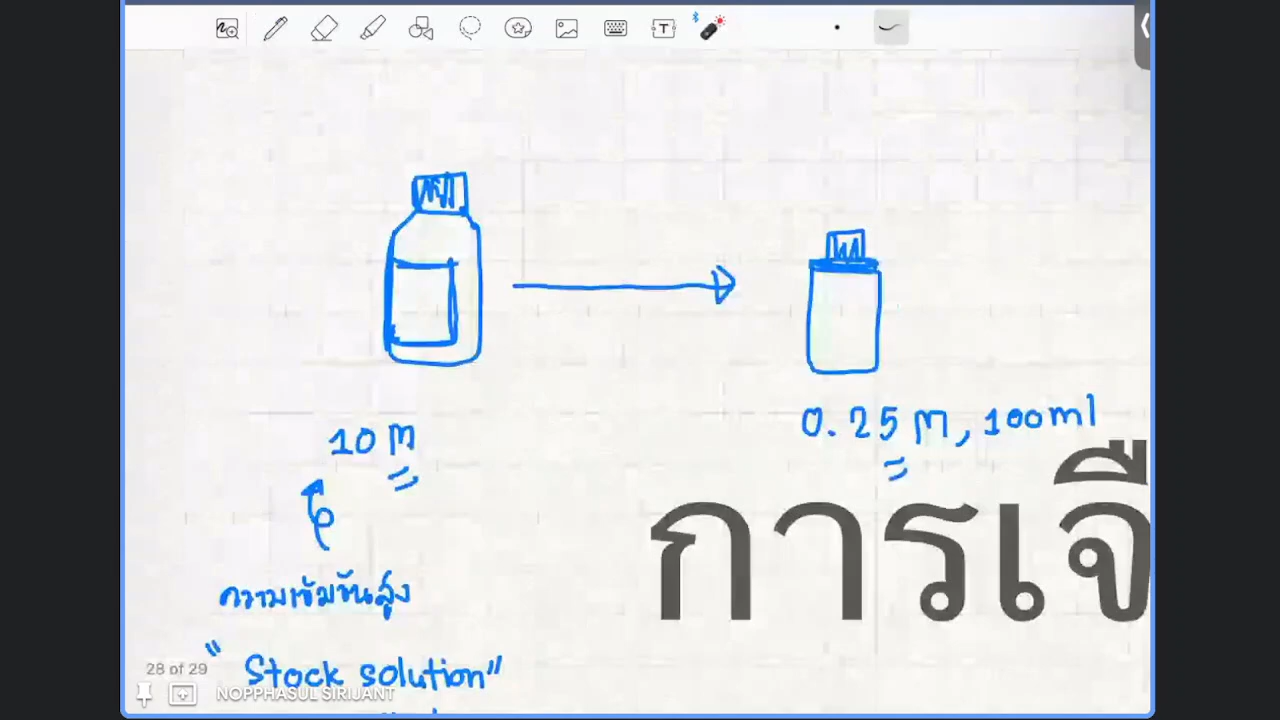 10 M
0.25 M, 100 ml
การเจื
ความเข้มข้นสูง
"Stock solution"
28 of 29
NOPPHASUL SIRIJANT